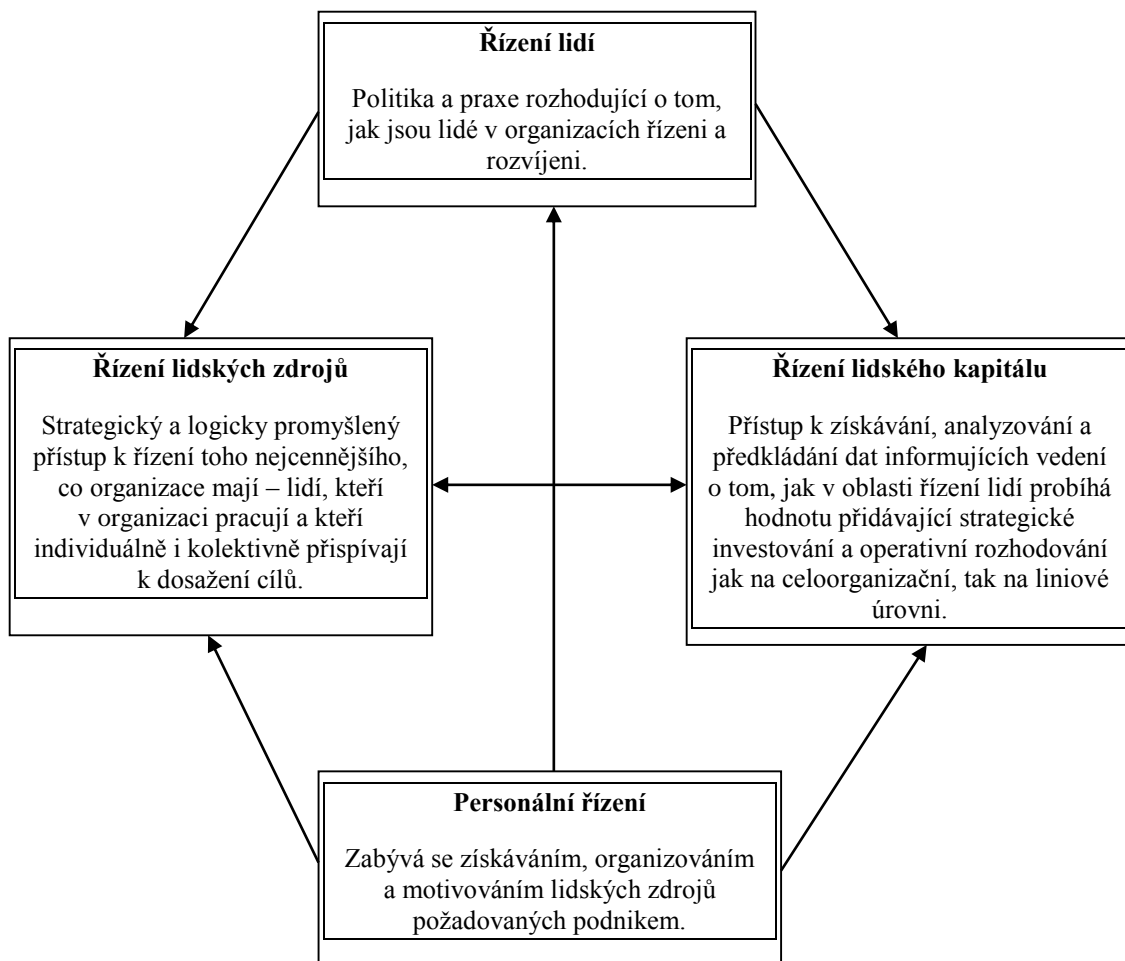 Řízení lidí
Politika a praxe rozhodující o tom,
jak jsou lidé v organizacích řízeni a
rozvíjeni.
Řízení lidských zdrojů
Strategický a logicky promyšlený
přístup k řízení toho nejcennějšího,
co organizace mají – lidí, kteří
v organizaci pracují a kteří
individuálně i kolektivně přispívají
k dosažení cílů.
Řízení lidského kapitálu
Přístup k získávání, analyzování a
předkládání dat informujících vedení
o tom, jak v oblasti řízení lidí probíhá
hodnotu přidávající strategické
investování a operativní rozhodování
jak na celoorganizační, tak na liniové
úrovni.
Personální řízení
Zabývá se získáváním, organizováním
a motivováním lidských zdrojů
požadovaných podnikem.